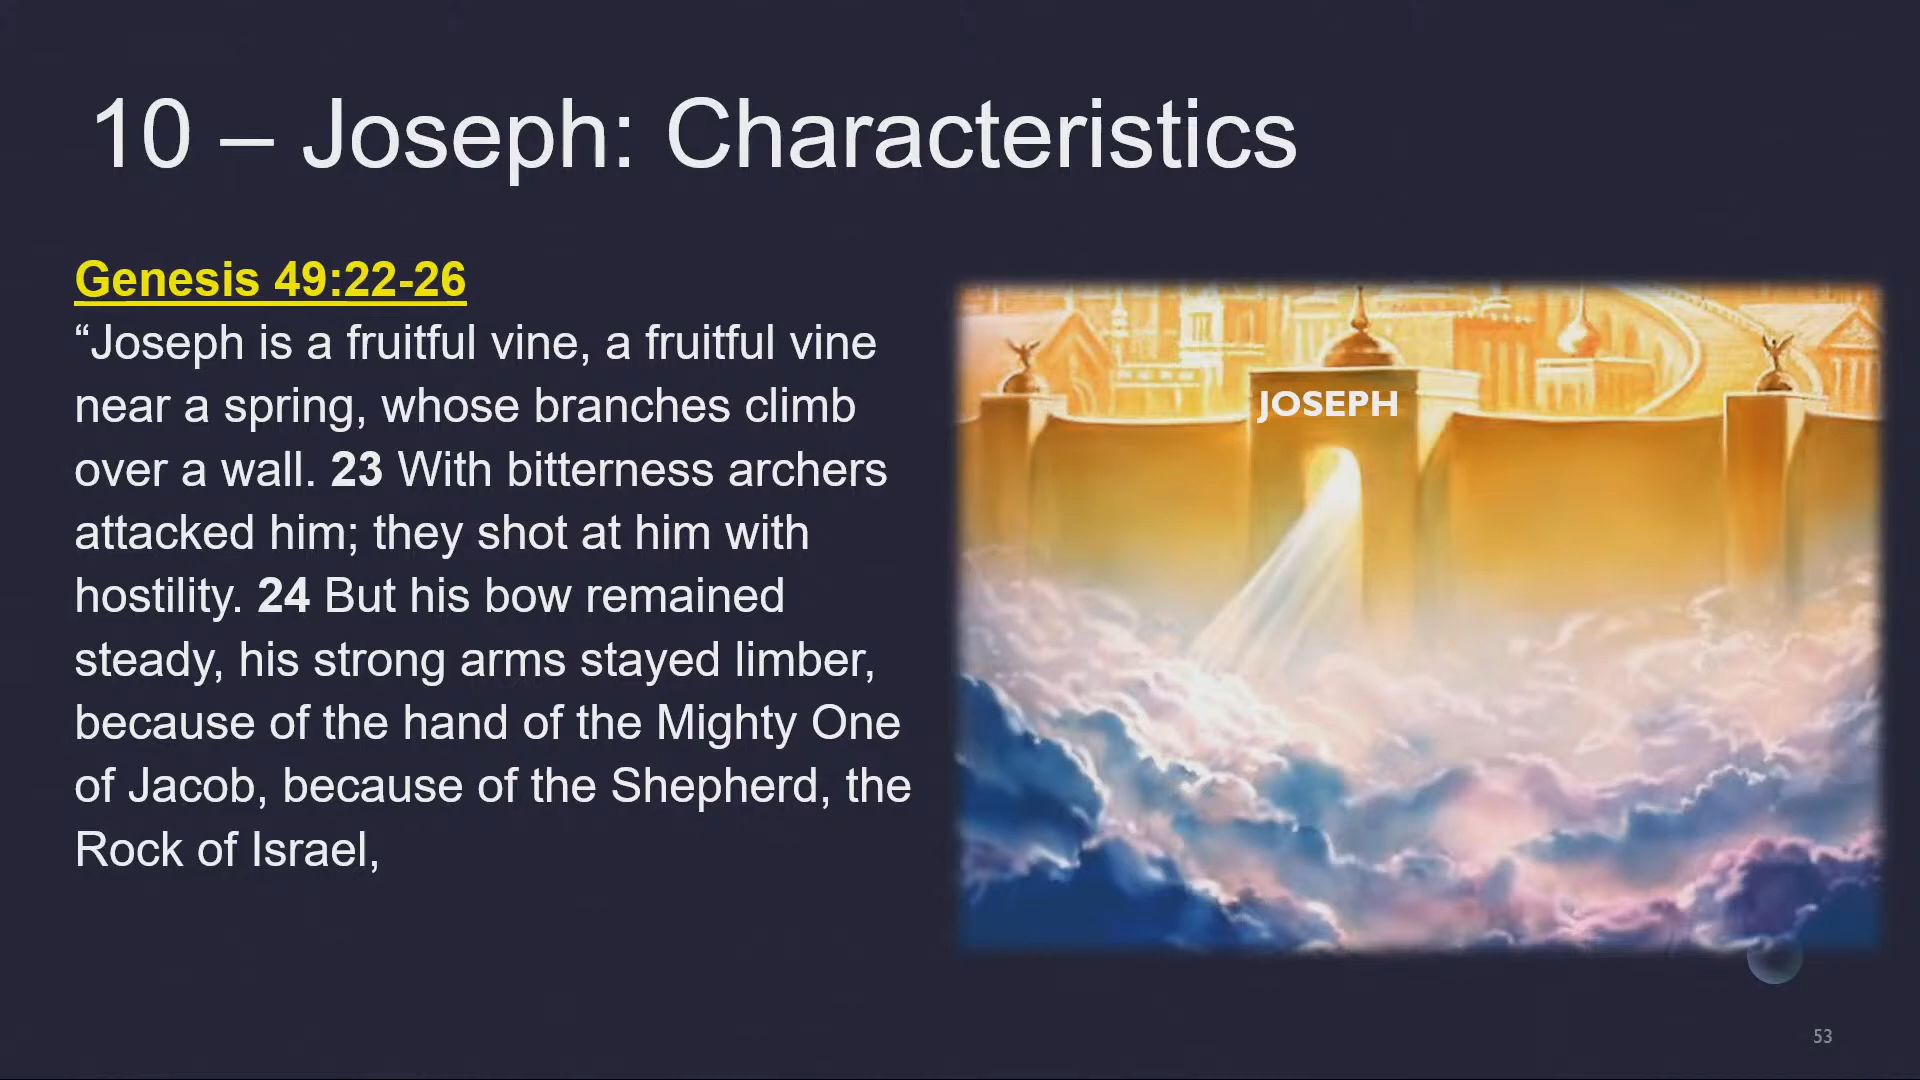 10 – Joseph: Characteristics
Genesis 49:22-26
“Joseph is a fruitful vine, a fruitful vine
near a spring, whose branches climb
over a wall. 23 With bitterness archers
attacked him; they shot at him with
hostility. 24 But his bow remained
steady, his strong arms stayed limber,
because of the hand of the Mighty One
of Jacob, because of the Shepherd, the
Rock of Israel,
JOSEPH
53